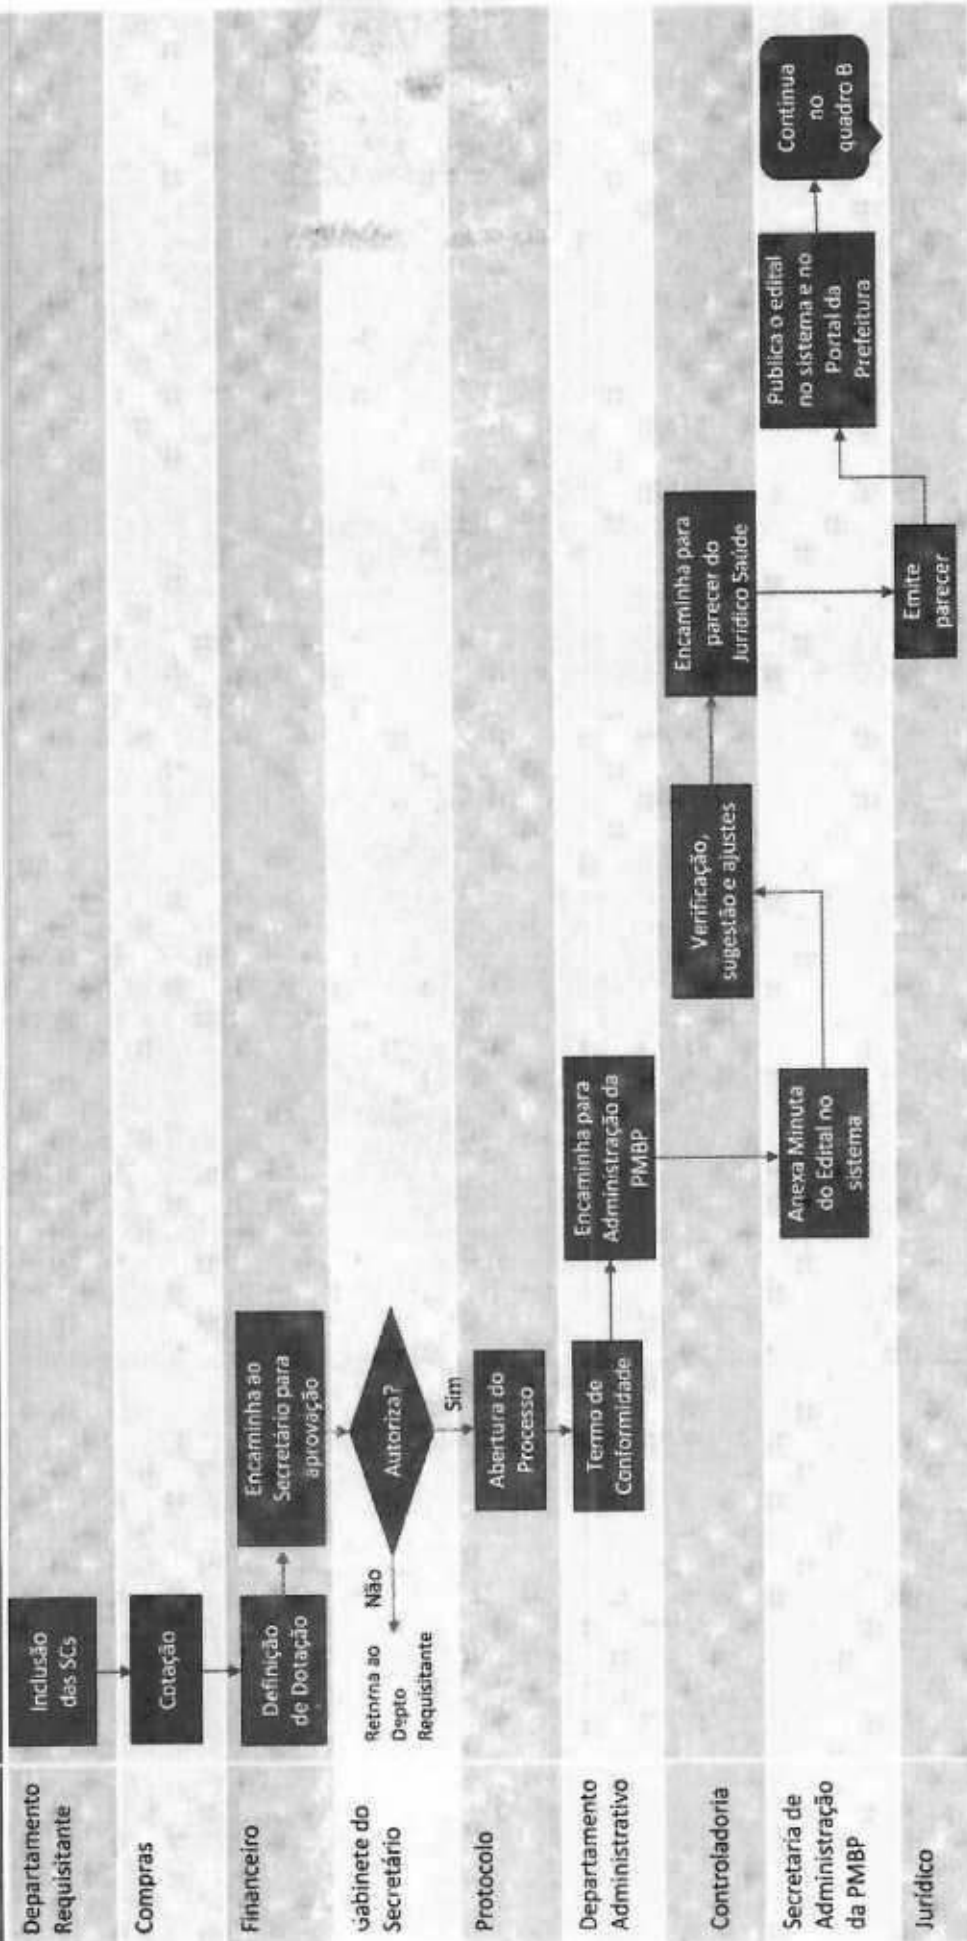 Departamento
Requisitante
Inclusão
das SCs
Compras
Cotação
Financeiro
Definição
de Dotação
Encaminha ao
Secretário para
aprovação
Gabinete do
Secretário
Retorna ao
Depto
Requisitante
Não
Autoriza?
Sim
Protocolo
Abertura do
Processo
Departamento
Administrativo
Termo de
Conformidade
Encaminha para
Administração da
PMBP
Controladoria
Verificação,
sugestão e ajustes
Encaminha para
parecer do
Jurídico Saúde
Secretaria de
Administração
da PMBP
Anexa Minuta
do Edital no
sistema
Publica o edital
no sistema e no
Portal da
Prefeitura
Continua
no
quadro B
Jurídico
Emite
parecer